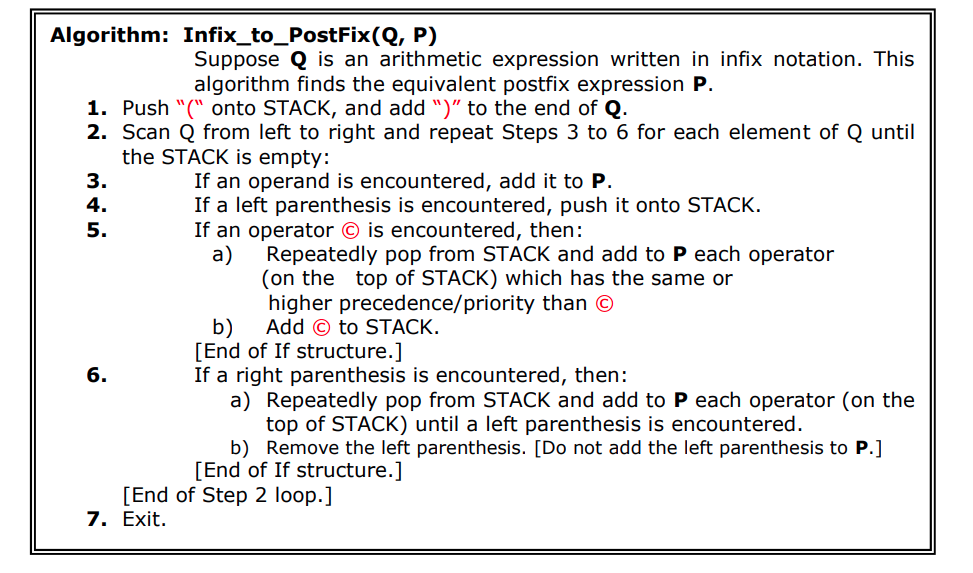 Algorithm: Infix_to_PostFix(Q, P)
Suppose Q is an arithmetic expression written in infix notation. This
algorithm finds the equivalent postfix expression P.
1. Push “(“ onto STACK, and add “)” to the end of Q.
2. Scan Q from left to right and repeat Steps 3 to 6 for each element of Q until
the STACK is empty:
3. If an operand is encountered, add it to P.
4. If a left parenthesis is encountered, push it onto STACK.
5. If an operator © is encountered, then:
a) Repeatedly pop from STACK and add to P each operator
(on the top of STACK) which has the same or
higher precedence/priority than ©
b) Add © to STACK.
[End of If structure.]
6. If a right parenthesis is encountered, then:
a) Repeatedly pop from STACK and add to P each operator (on the
top of STACK) until a left parenthesis is encountered.
b) Remove the left parenthesis. [Do not add the left parenthesis to P.]
[End of If structure.]
[End of Step 2 loop.]
7. Exit.